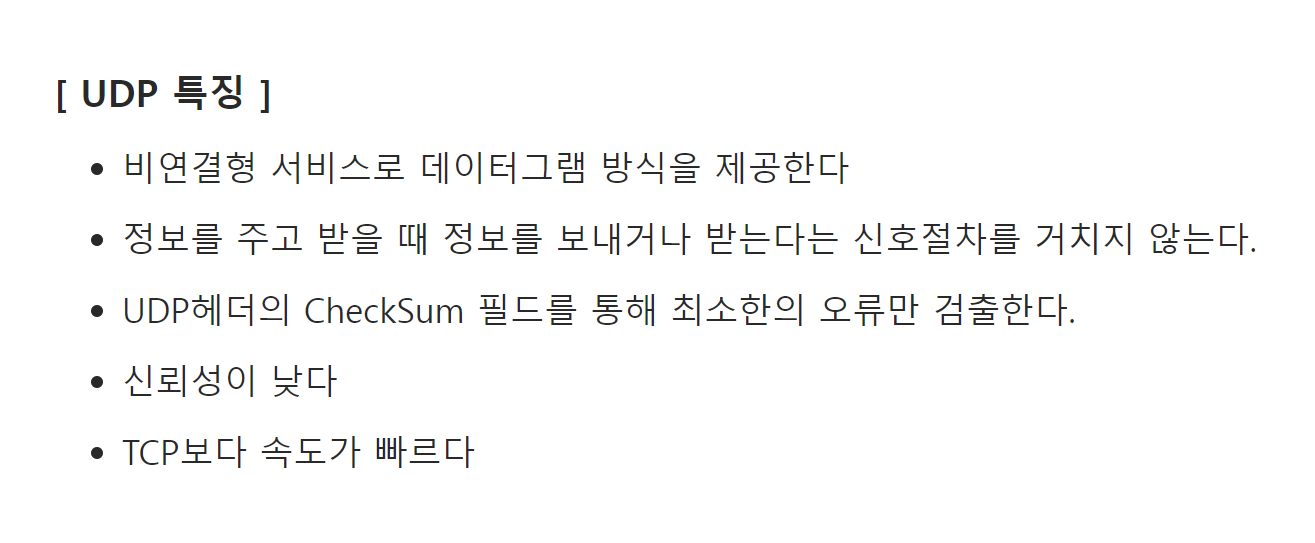 [ UDP 특징 ]
• 비연결형 서비스로 데이터그램 방식을 제공한다
• 정보를 주고 받을 때 정보를 보내거나 받는다는 신호절차를 거치지 않는다.
• UDP헤더의 CheckSum 필드를 통해 최소한의 오류만 검출한다.
• 신뢰성이 낮다
• TCP보다 속도가 빠르다